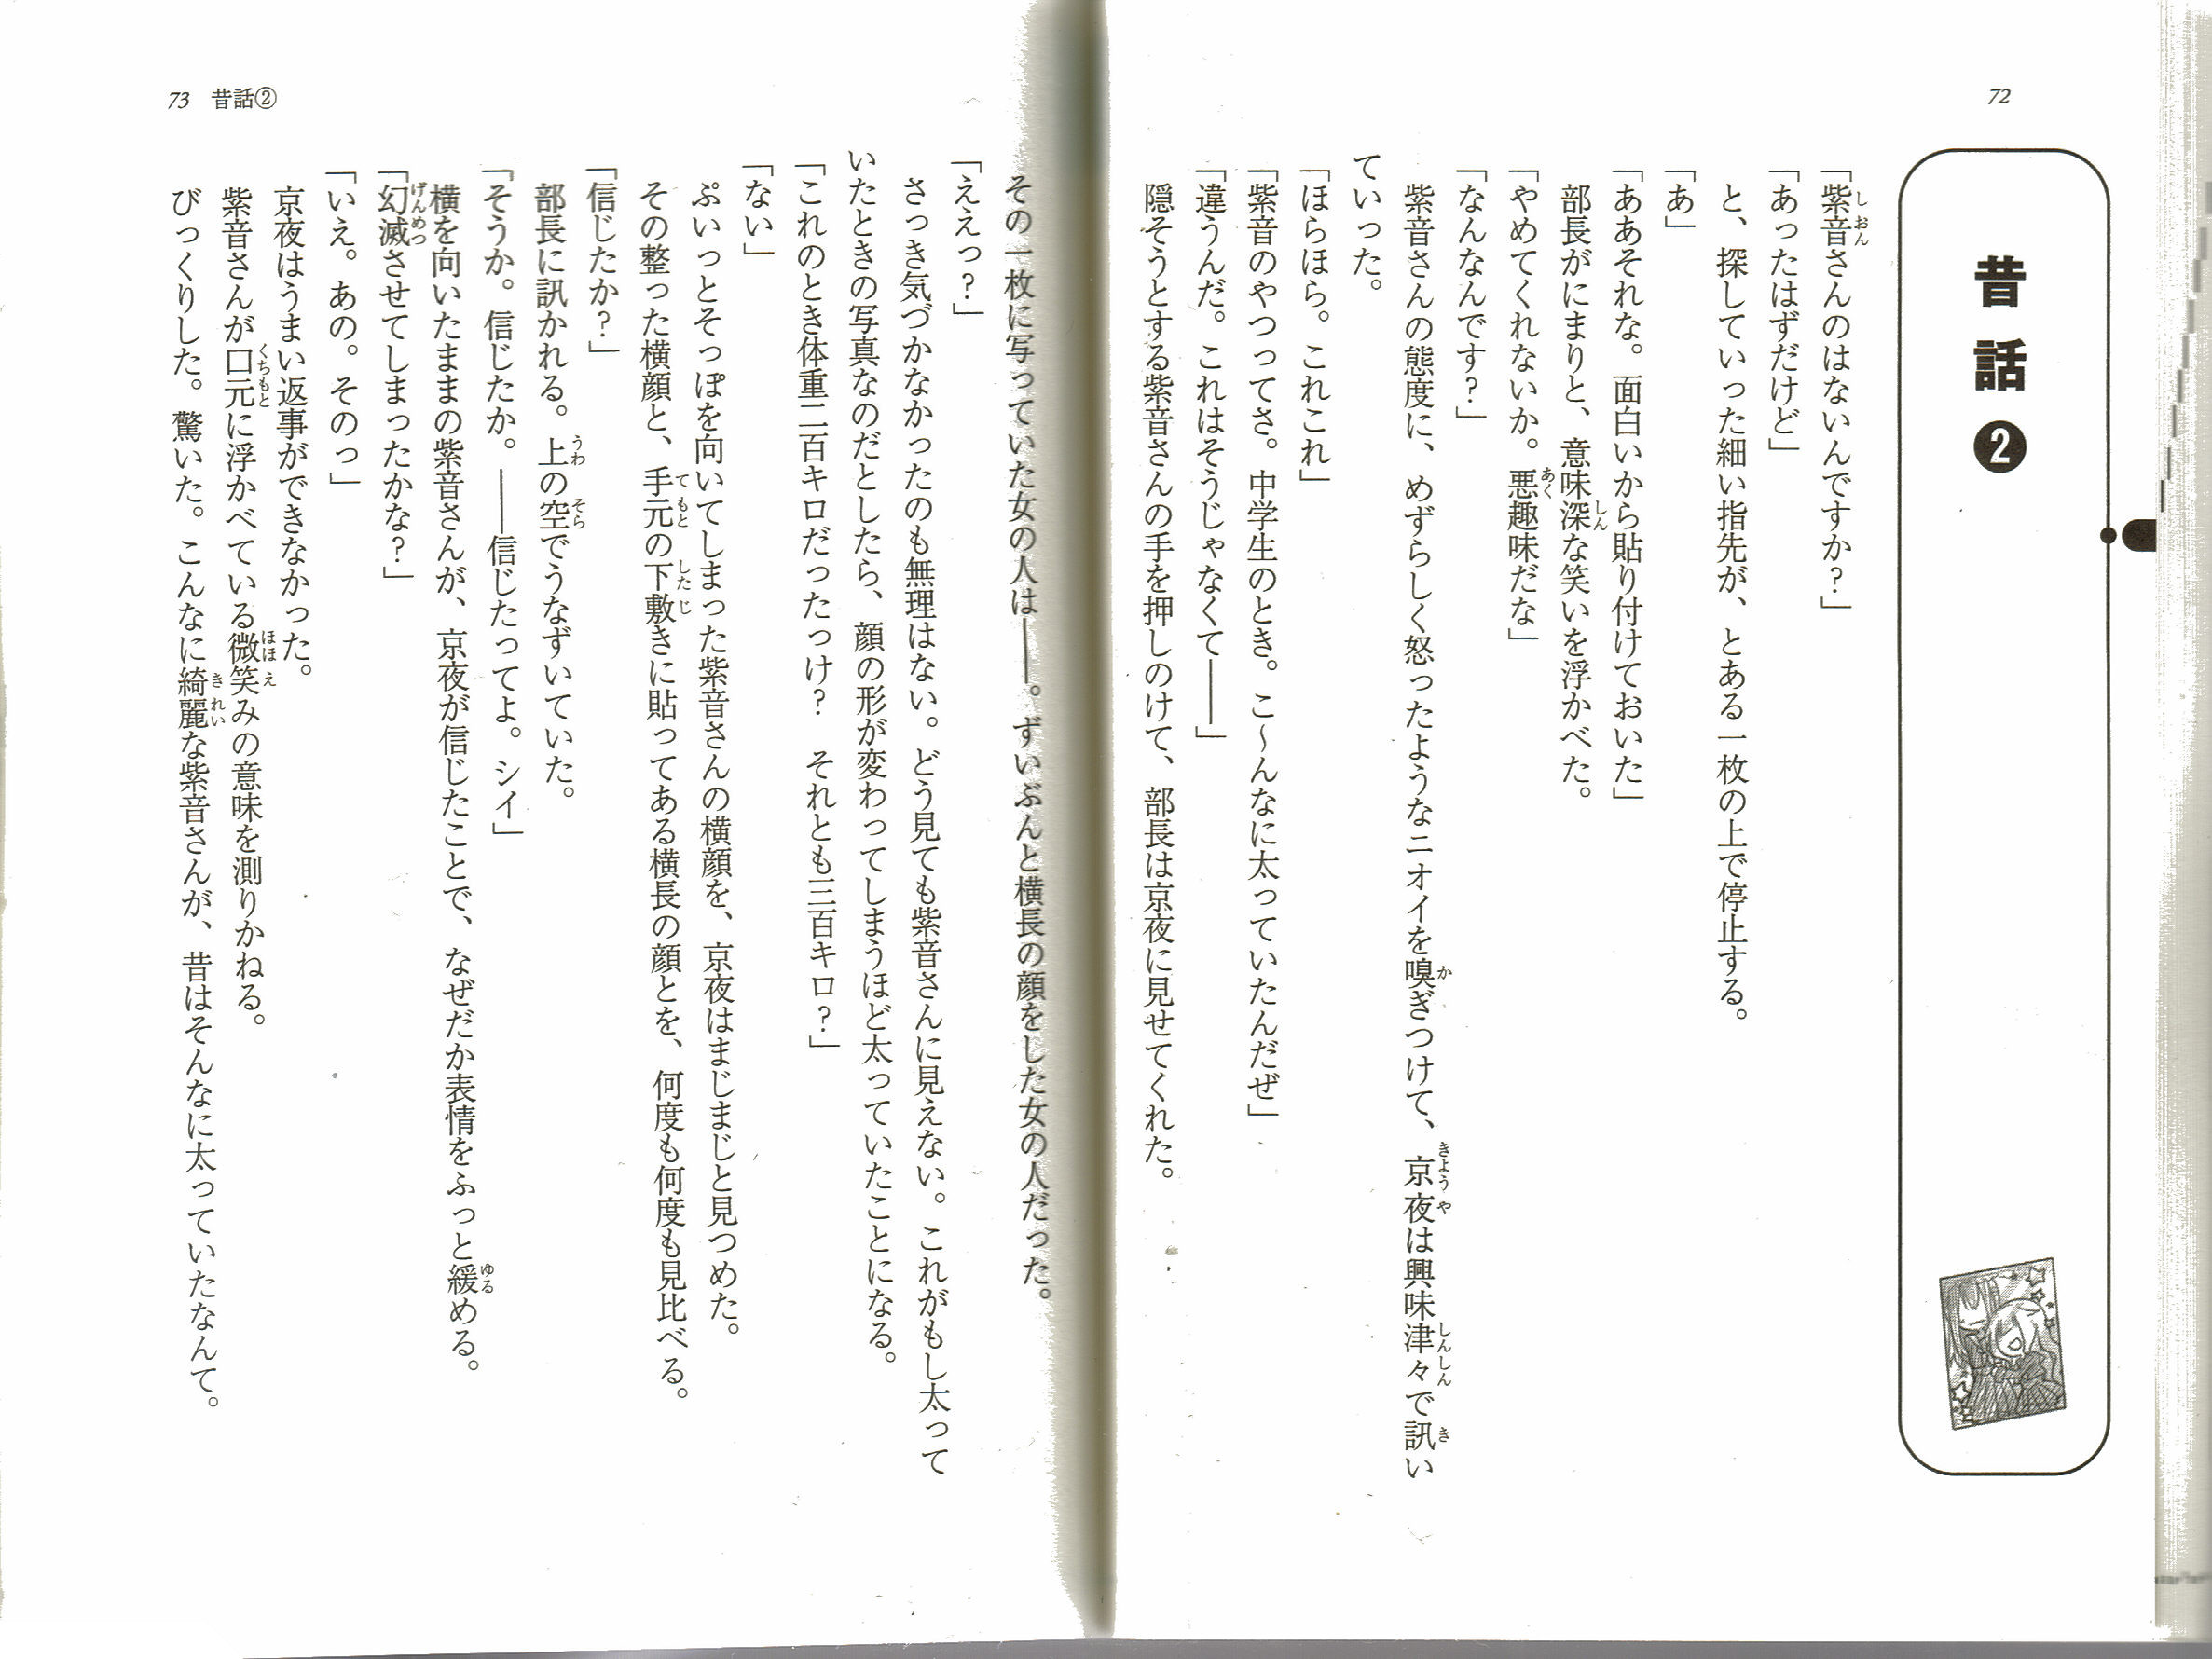 72
昔話❷
「紫音さんのはないんですか?」
「あったはずだけど」
と、探していった細い指先が、とある一枚の上で停止する。
「あ」
「ああそれな。面白いから貼り付けておいた」
部長がにまりと、意味深な笑いを浮かべた。
「やめてくれないか。悪趣味だな」
「なんなんです?」
紫音さんの態度に、めずらしく怒ったようなニオイを嗅ぎつけて、京夜は興味津々で訊い
ていった。
「ほらほら。これこれ」
「紫音のやつってさ。中学生のとき。こ〜んなに太っていたんだぜ」
「違うんだ。これはそうじゃなくて――」
隠そうとする紫音さんの手を押しのけて、部長は京夜に見せてくれた。
73 昔話②
その一枚に写っていた女の人は――。ずいぶんと横長の顔をした女の人だった。
「ええっ?」
さっき気づかなかったのも無理はない。どう見ても紫音さんに見えない。これがもし太って
いたときの写真なのだとしたら、顔の形が変わってしまうほど太っていたことになる。
「これのとき体重二百キロだったっけ? それとも三百キロ?」
「ない」
ぷいっとそっぽを向いてしまった紫音さんの横顔を、京夜はまじまじと見つめた。
その整った横顔と、手元の下敷きに貼ってある横長の顔とを、何度も何度も見比べる。
「信じたか?」
部長に訊かれる。上の空でうなずいていた。
「そうか。信じたか。――信じたってよ。シイ」
横を向いたままの紫音さんが、京夜が信じたことで、なぜだか表情をふっと緩める。
「幻滅させてしまったかな?」
「いえ。あの。そのっ」
京夜はうまい返事ができなかった。
紫音さんが口元に浮かべている微笑みの意味を測りかねる。
びっくりした。驚いた。こんなに綺麗な紫音さんが、昔はそんなに太っていたなんて。